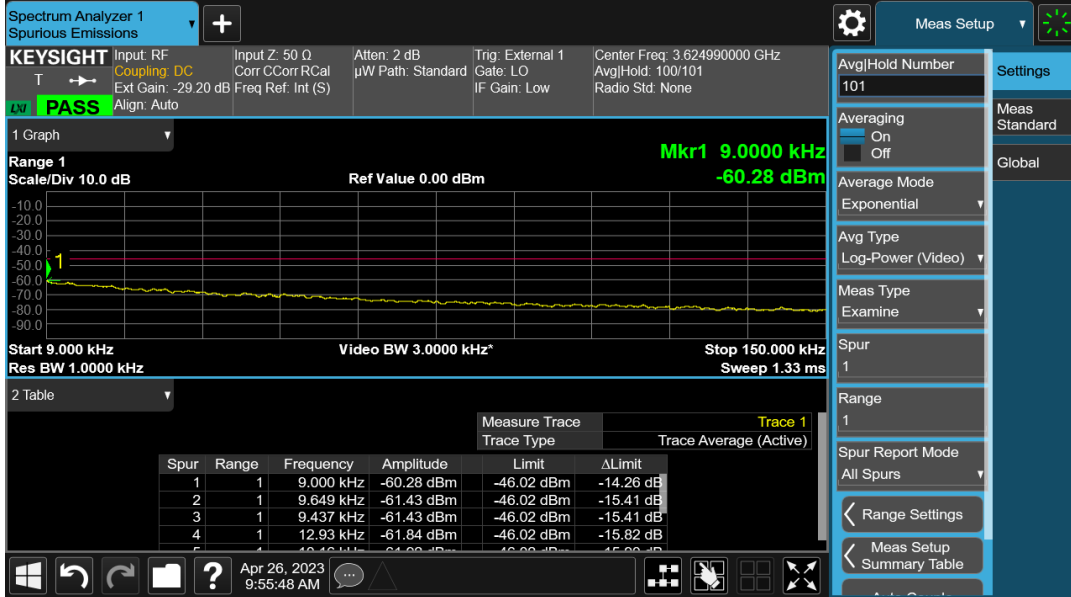 Spectrum Analyzer 1
Spurious Emissions
Meas Setup
KEYSIGHT
T
LXI
PASS
Input: RF
Coupling: DC
Ext Gain: -29.20 dB
Align: Auto
Input Z: 50 Ω
Corr CCorr RCal
Freq Ref: Int (S)
Atten: 2 dB
µW Path: Standard
Trig: External 1
Gate: LO
IF Gain: Low
Center Freq: 3.624990000 GHz
Avg|Hold: 100/101
Radio Std: None
1 Graph
Range 1
Scale/Div 10.0 dB
Ref Value 0.00 dBm
Mkr1 9.0000 kHz
-60.28 dBm
-10.0
-20.0
-30.0
-40.0
-50.0
-60.0
-70.0
-80.0
-90.0
1
Start 9.000 kHz
Video BW 3.0000 kHz*
Stop 150.000 kHz
Res BW 1.0000 kHz
Sweep 1.33 ms
2 Table
Measure Trace Trace 1
Trace Type Trace Average (Active)
Spur Range Frequency Amplitude Limit ΔLimit
1 1 9.000 kHz -60.28 dBm -46.02 dBm -14.26 dB
2 1 9.649 kHz -61.43 dBm -46.02 dBm -15.41 dB
3 1 9.437 kHz -61.43 dBm -46.02 dBm -15.41 dB
4 1 12.93 kHz -61.84 dBm -46.02 dBm -15.82 dB
Apr 26, 2023
9:55:48 AM
Avg|Hold Number
101
Averaging
On
Off
Average Mode
Exponential
Avg Type
Log-Power (Video)
Meas Type
Examine
Spur
1
Range
1
Spur Report Mode
All Spurs
Range Settings
Meas Setup
Summary Table
Settings
Meas
Standard
Global